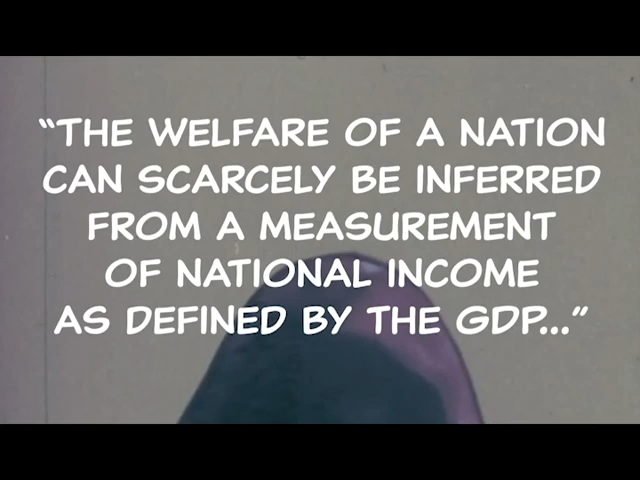 “THE WELFARE OF A NATION
CAN SCARCELY BE INFERRED
FROM A MEASUREMENT
OF NATIONAL INCOME
AS DEFINED BY THE GDP...”